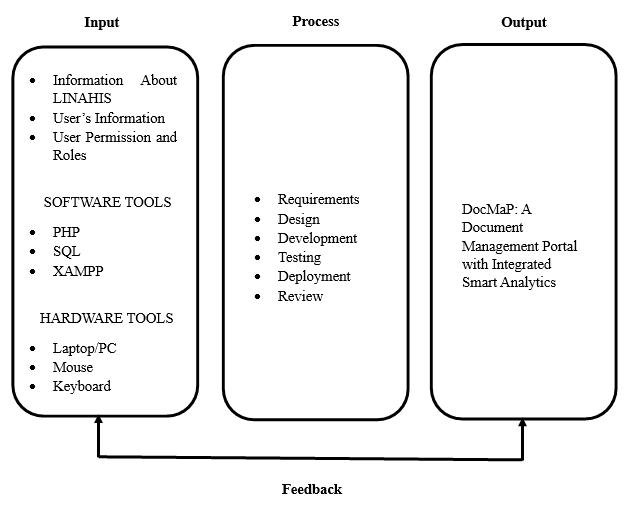 Input
Process
Output
• Information About
LINAHIS
• User's Information
• User Permission and
Roles
SOFTWARE TOOLS
• PHP
• SQL
• XAMPP
HARDWARE TOOLS
• Laptop/PC
• Mouse
• Keyboard
• Requirements
• Design
• Development
• Testing
• Deployment
• Review
DocMaP: A
Document
Management Portal
with Integrated
Smart Analytics
Feedback